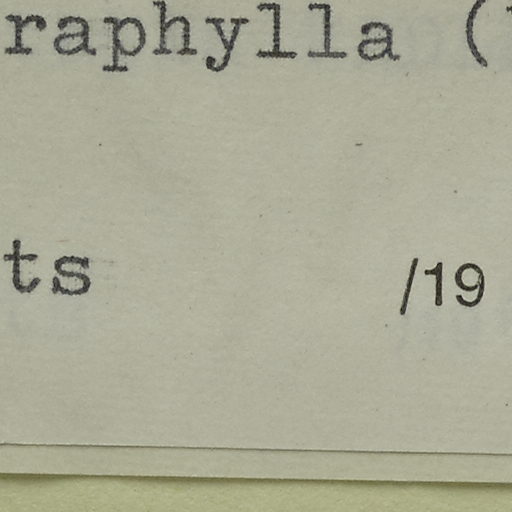 raphylla (
ts /19